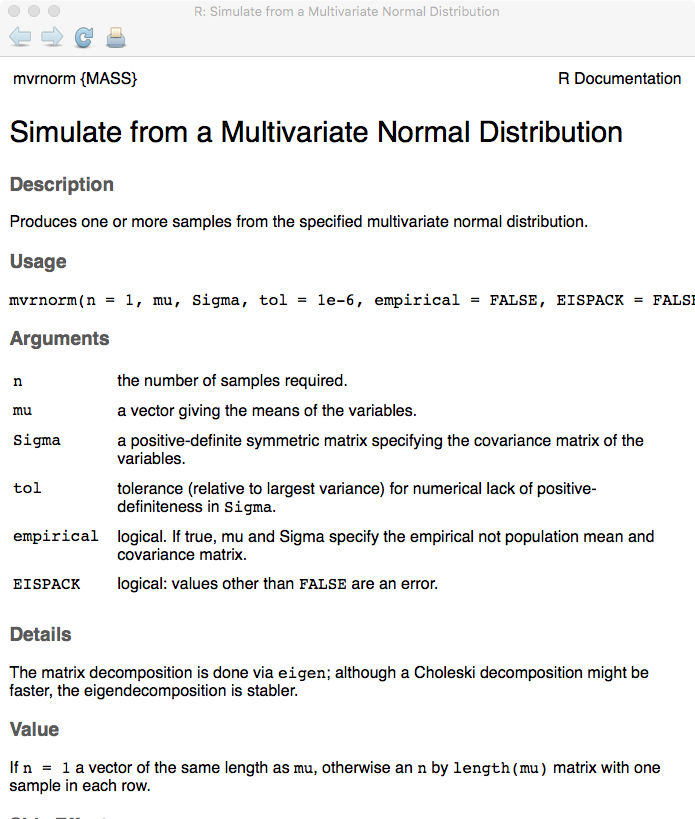 R: Simulate from a Multivariate Normal Distribution
mvrnorm {MASS}
R Documentation
Simulate from a Multivariate Normal Distribution
Description
Produces one or more samples from the specified multivariate normal distribution.
Usage
mvrnorm(n = 1, mu, Sigma, tol = 1e-6, empirical = FALSE, EISPACK = FALSE
Arguments
n the number of samples required.
mu a vector giving the means of the variables.
Sigma a positive-definite symmetric matrix specifying the covariance matrix of the
variables.
tol tolerance (relative to largest variance) for numerical lack of positive-
definiteness in Sigma.
empirical logical. If true, mu and Sigma specify the empirical not population mean and
covariance matrix.
EISPACK logical: values other than FALSE are an error.
Details
The matrix decomposition is done via eigen; although a Choleski decomposition might be
faster, the eigendecomposition is stabler.
Value
If n = 1 a vector of the same length as mu, otherwise an n by length(mu) matrix with one
sample in each row.